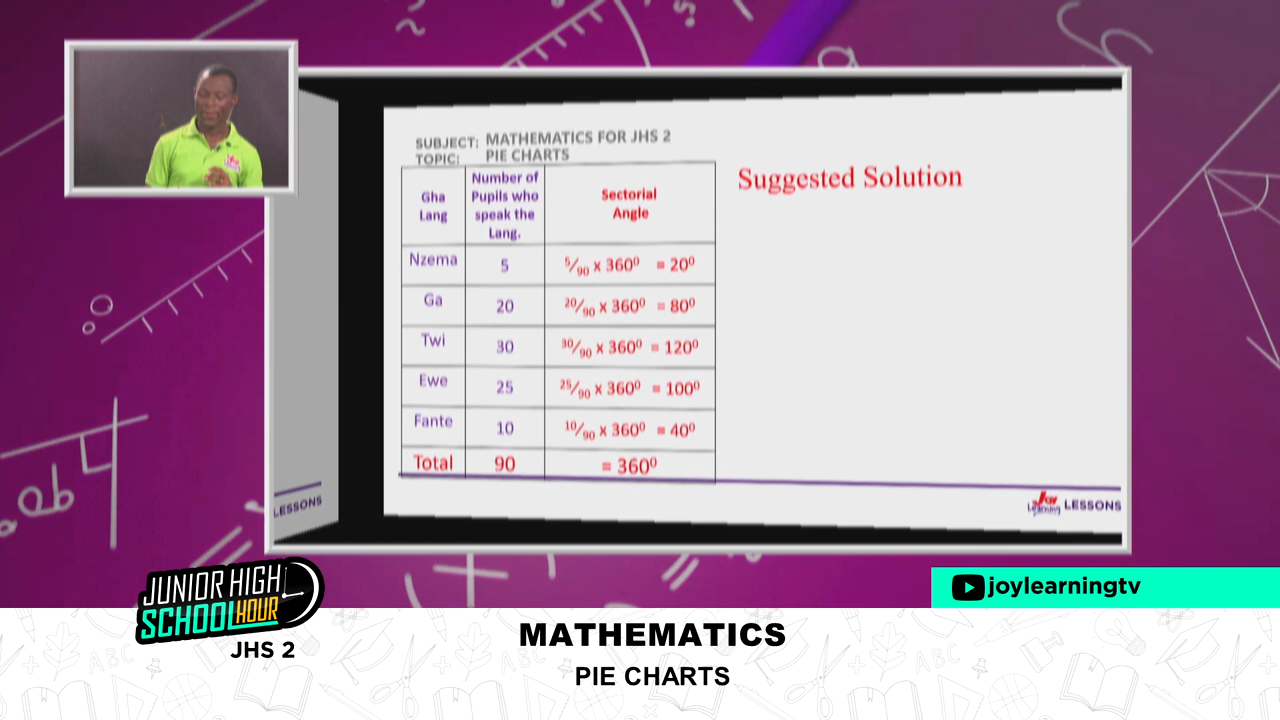 SUBJECT: MATHEMATICS FOR JHS 2
TOPIC: PIE CHARTS
Gha Lang
Number of Pupils who speak the Lang.
Sectorial Angle
Nzema 5 5/90 x 360⁰ = 20⁰
Ga 20 20/90 x 360⁰ = 80⁰
Twi 30 30/90 x 360⁰ = 120⁰
Ewe 25 25/90 x 360⁰ = 100⁰
Fante 10 10/90 x 360⁰ = 40⁰
Total 90 = 360⁰
Suggested Solution
LESSONS
Joy Learning LESSONS
JUNIOR HIGH
SCHOOL HOUR
JHS 2
joylearningtv
MATHEMATICS
PIE CHARTS